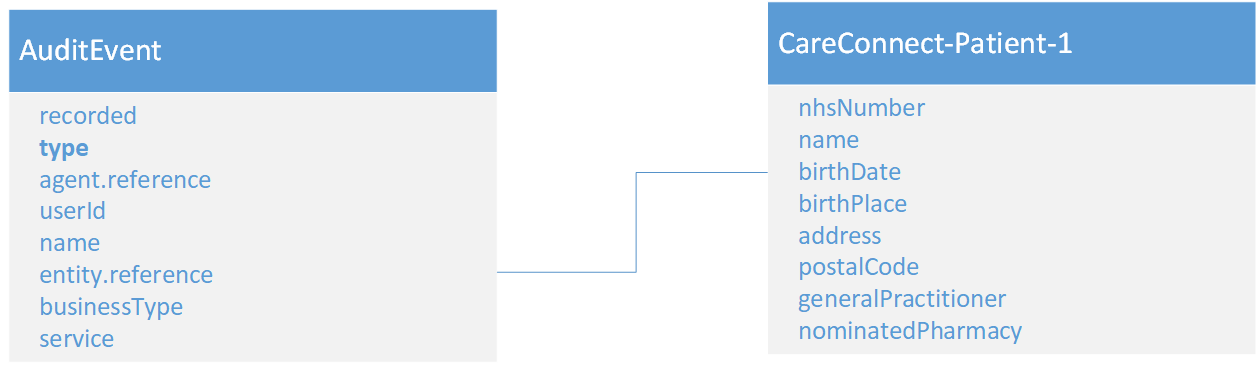 AuditEvent
recorded
type
agent.reference
userId
name
entity.reference
businessType
service
CareConnect-Patient-1
nhsNumber
name
birthDate
birthPlace
address
postalCode
generalPractitioner
nominatedPharmacy